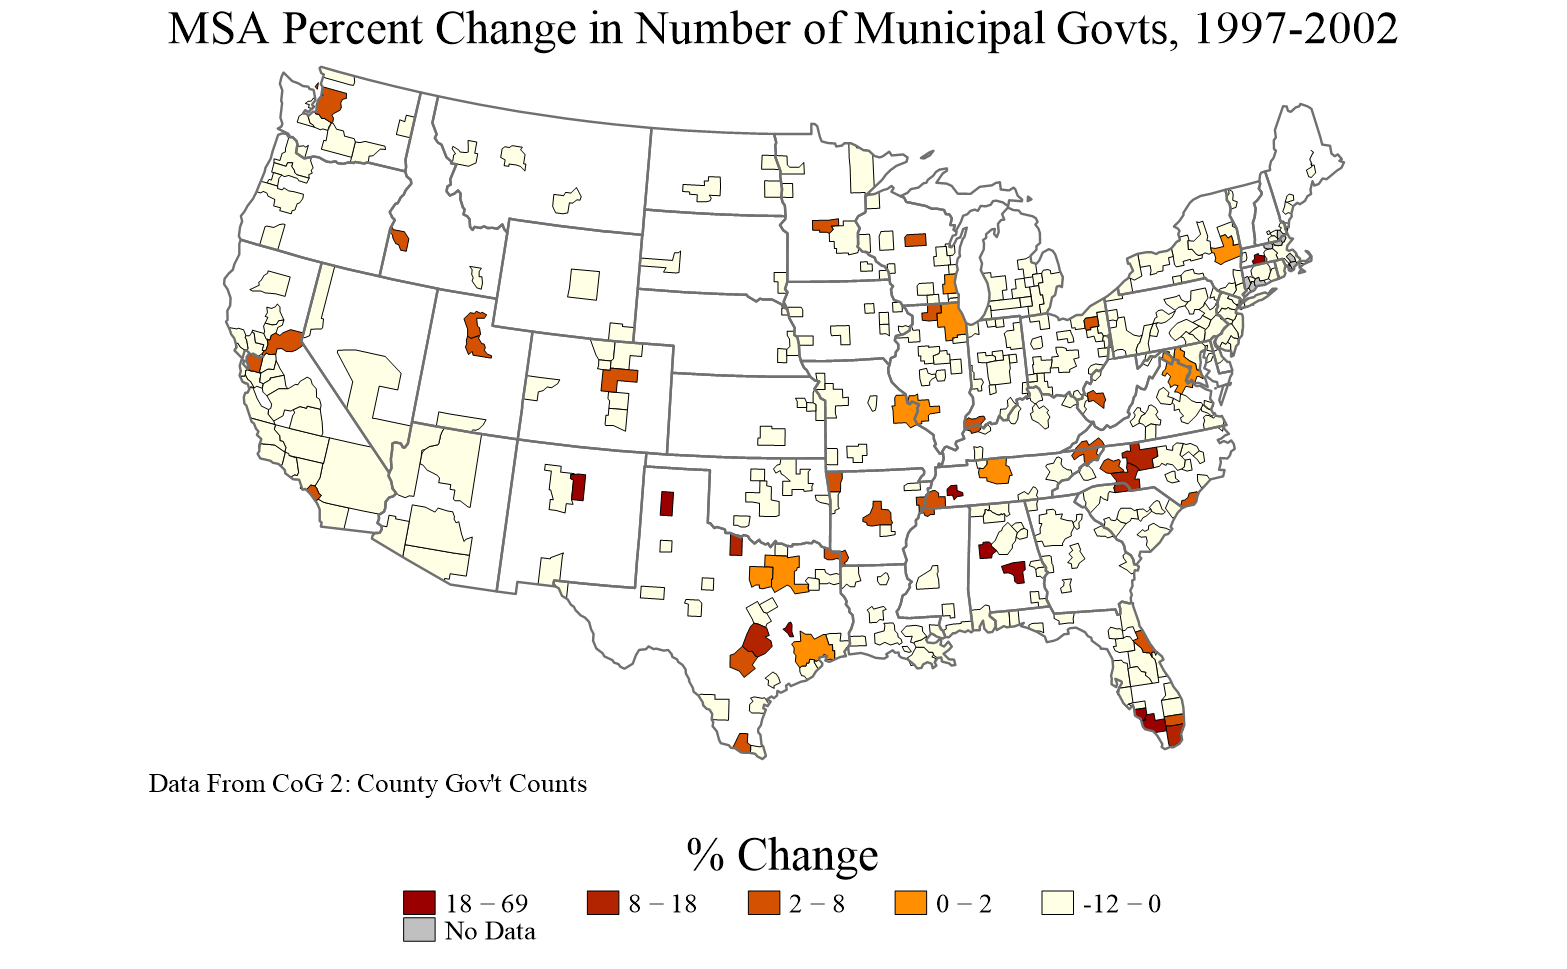 MSA Percent Change in Number of Municipal Govts, 1997-2002
Data From CoG 2: County Gov't Counts
% Change
18 – 69 8 – 18 2 – 8 0 – 2 -12 – 0
No Data